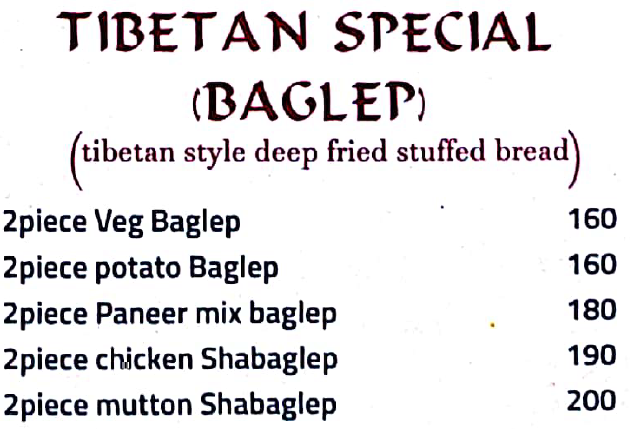 TIBETAN SPECIAL
(BAGLEP)
(tibetan style deep fried stuffed bread)
2piece Veg Baglep 160
2piece potato Baglep 160
2piece Paneer mix baglep 180
2piece chicken Shabaglep 190
2piece mutton Shabaglep 200